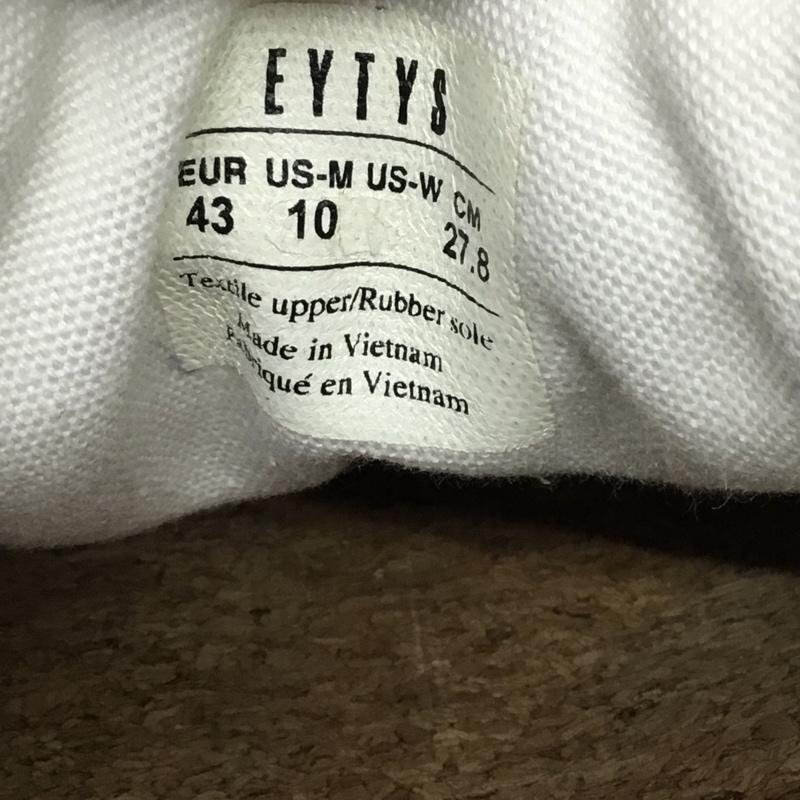 EYTYS
EUR US-M US-W CM
43 10 27.8
Textile upper/Rubber sole
Made in Vietnam
Fabriqué en Vietnam